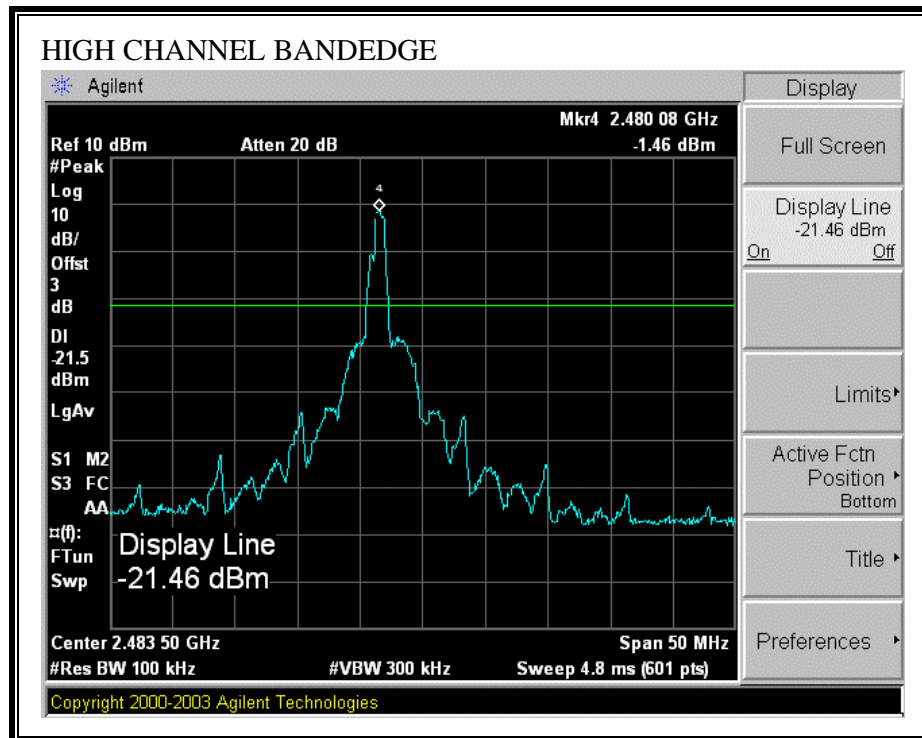 HIGH CHANNEL BANDEDGE
Agilent
Display
Mkr4 2.480 08 GHz
Ref 10 dBm Atten 20 dB -1.46 dBm
#Peak
Log
10
dB/
Offst
3
dB
DI
-21.5
dBm
LgAv
S1 M2
S3 FC
AA
¤(f):
FTun
Swp
4
Display Line
-21.46 dBm
Center 2.483 50 GHz Span 50 MHz
#Res BW 100 kHz #VBW 300 kHz Sweep 4.8 ms (601 pts)
Copyright 2000-2003 Agilent Technologies
Full Screen
Display Line
-21.46 dBm
On Off
Limits
Active Fctn
Position
Bottom
Title
Preferences